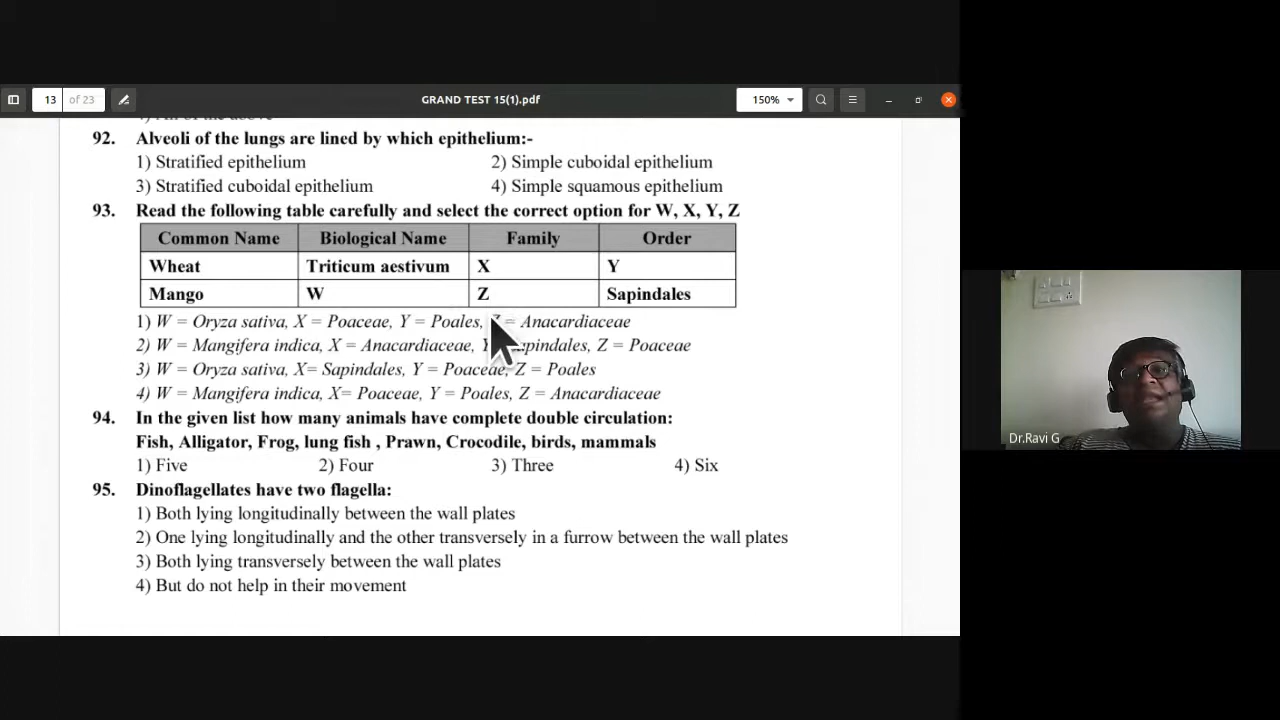 13 of 23
GRAND TEST 15(1).pdf
150%
92. Alveoli of the lungs are lined by which epithelium:-
1) Stratified epithelium 2) Simple cuboidal epithelium
3) Stratified cuboidal epithelium 4) Simple squamous epithelium
93. Read the following table carefully and select the correct option for W, X, Y, Z
Common Name Biological Name Family Order
Wheat Triticum aestivum X Y
Mango W Z Sapindales
1) W = Oryza sativa, X = Poaceae, Y = Poales, Z = Anacardiaceae
2) W = Mangifera indica, X = Anacardiaceae, Y Sapindales, Z = Poaceae
3) W = Oryza sativa, X= Sapindales, Y = Poaceae, Z = Poales
4) W = Mangifera indica, X= Poaceae, Y = Poales, Z = Anacardiaceae
94. In the given list how many animals have complete double circulation:
Fish, Alligator, Frog, lung fish , Prawn, Crocodile, birds, mammals
1) Five 2) Four 3) Three 4) Six
95. Dinoflagellates have two flagella:
1) Both lying longitudinally between the wall plates
2) One lying longitudinally and the other transversely in a furrow between the wall plates
3) Both lying transversely between the wall plates
4) But do not help in their movement
Dr.Ravi G